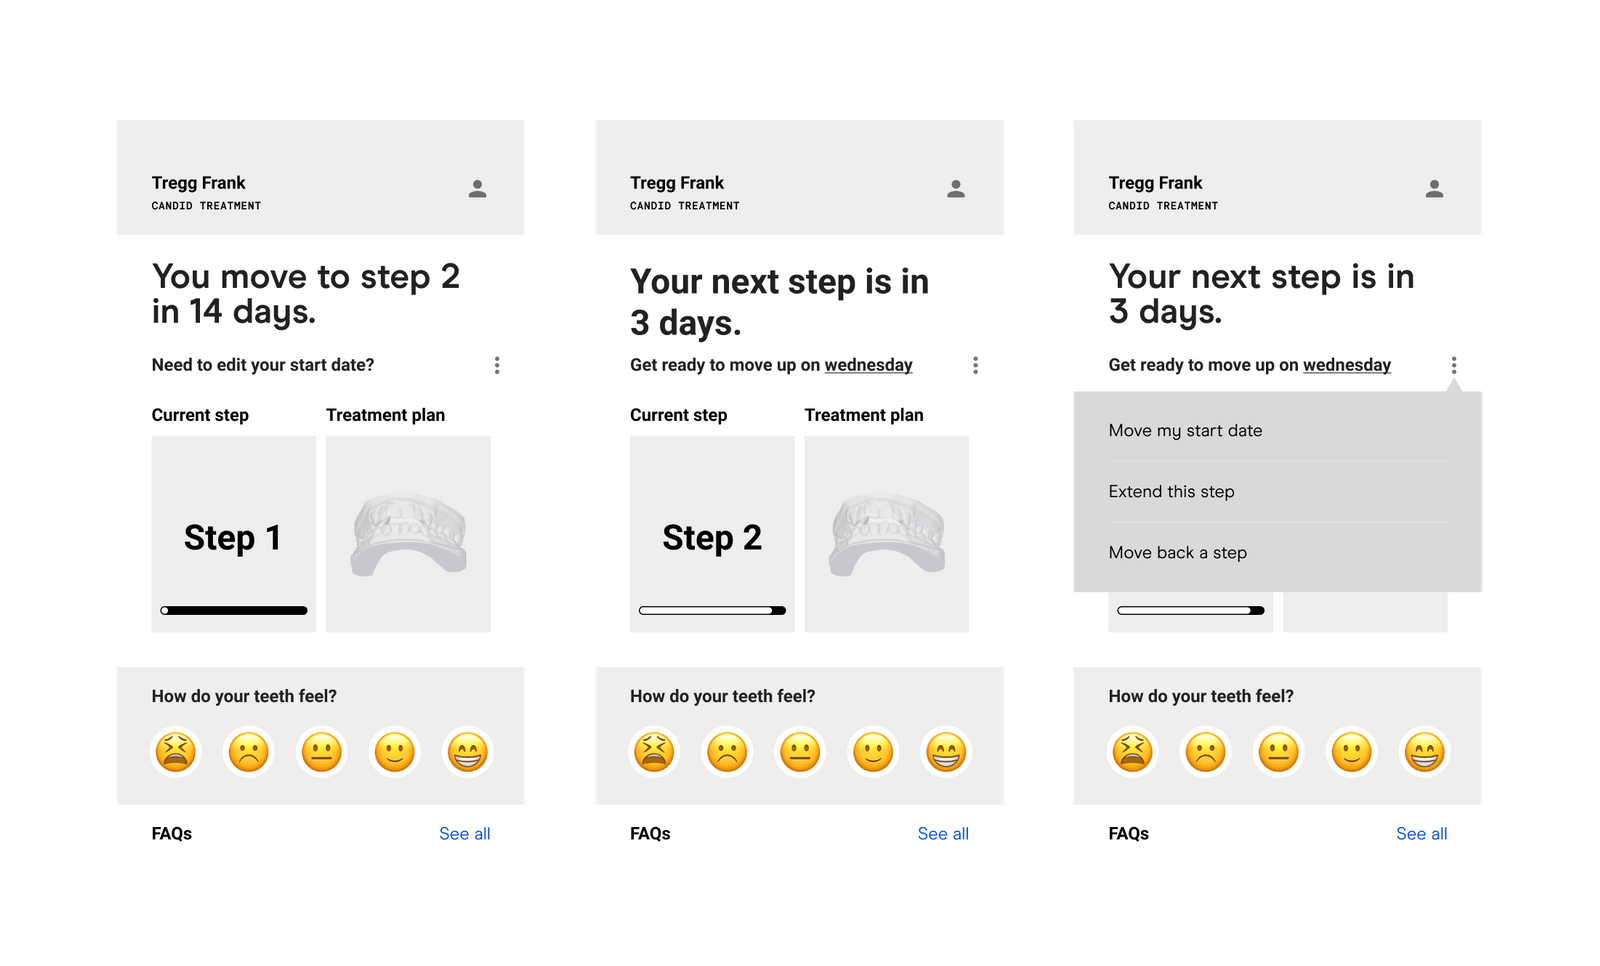 Tregg Frank
CANDID TREATMENT
You move to step 2
in 14 days.
Need to edit your start date?
Current step
Treatment plan
Step 1
How do your teeth feel?
FAQs
See all
Tregg Frank
CANDID TREATMENT
Your next step is in
3 days.
Get ready to move up on wednesday
Current step
Treatment plan
Step 2
How do your teeth feel?
FAQs
See all
Tregg Frank
CANDID TREATMENT
Your next step is in
3 days.
Get ready to move up on wednesday
Move my start date
Extend this step
Move back a step
How do your teeth feel?
FAQs
See all